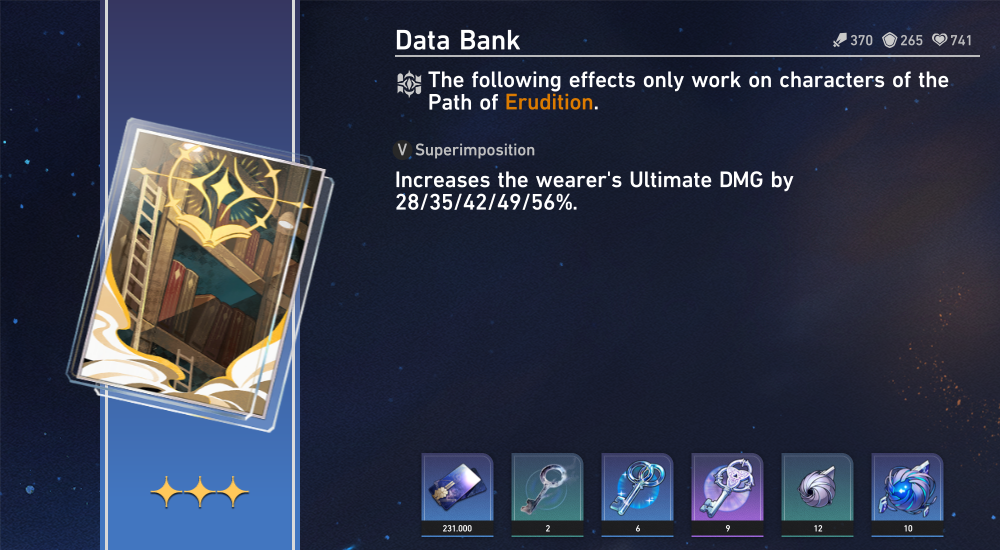 Data Bank
370 265 741
The following effects only work on characters of the
Path of Erudition.
V Superimposition
Increases the wearer's Ultimate DMG by
28/35/42/49/56%.
231.000 2 6 9 12 10